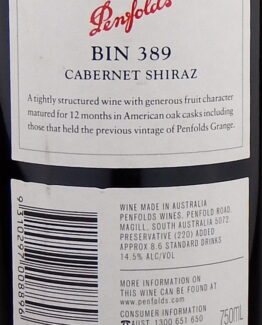 Penfolds
BIN 389
CABERNET SHIRAZ
A tightly structured wine with generous fruit character
matured for 12 months in American oak casks including
those that held the previous vintage of Penfolds Grange.
WINE MADE IN AUSTRALIA
PENFOLDS WINES, PENFOLD ROAD,
MAGILL, SOUTH AUSTRALIA 5072
PRESERVATIVE (220) ADDED
APPROX 8.6 STANDARD DRINKS
14.5% ALC/VOL
MORE INFORMATION ON
THIS WINE CAN BE FOUND AT
www.penfolds.com
CONSUMER INFORMATION
AUST. 1300 651 650
750mL
9310297008696